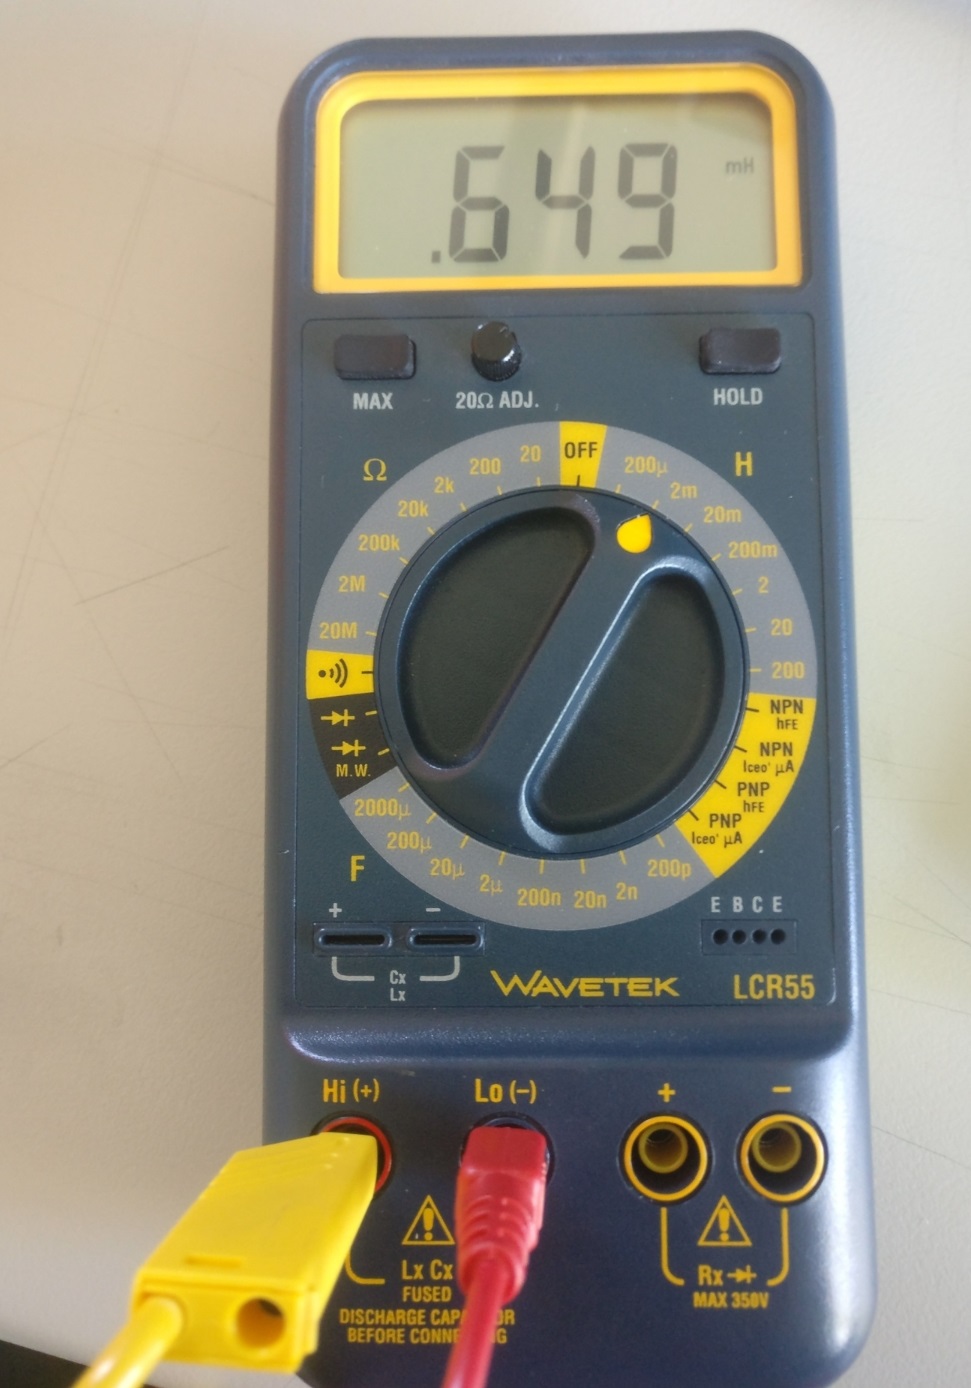 .649
mH
MAX
20Ω ADJ.
HOLD
Ω
H
OFF
200µ
2m
20m
200m
2
20
200
NPN
hFE
NPN
Iceo' µA
PNP
hFE
PNP
Iceo' µA
200p
2n
20n
200n
2µ
20µ
200µ
2000µ
M.W.
20M
2M
200k
20k
2k
200
20
F
+ −
Cx
Lx
E B C E
WAVETEK
LCR55
Hi (+)
Lo (−)
+ −
Lx Cx
FUSED
DISCHARGE
BEFORE
Rx
MAX 350V